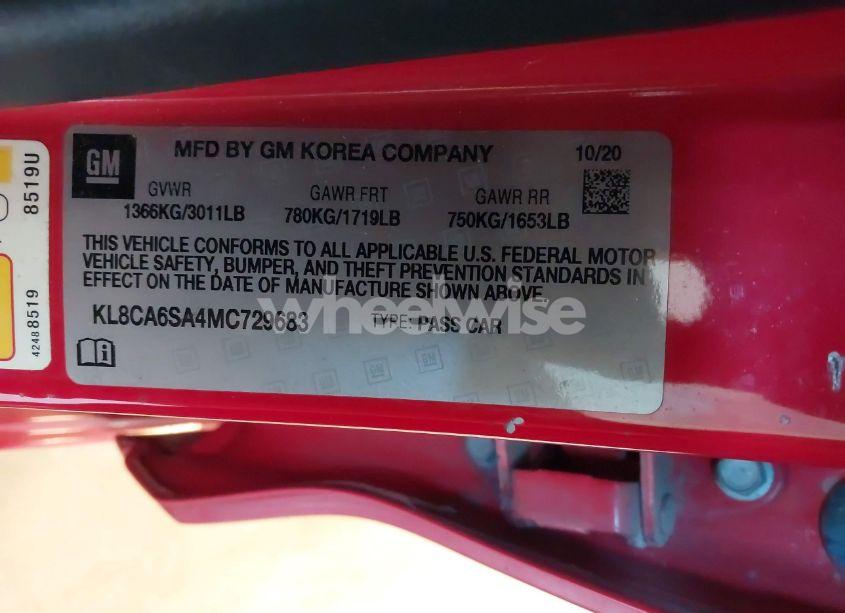 GM
MFD BY GM KOREA COMPANY 10/20
GVWR GAWR FRT GAWR RR
1366KG/3011LB 780KG/1719LB 750KG/1653LB
THIS VEHICLE CONFORMS TO ALL APPLICABLE U.S. FEDERAL MOTOR
VEHICLE SAFETY, BUMPER, AND THEFT PREVENTION STANDARDS IN
EFFECT ON THE DATE OF MANUFACTURE SHOWN ABOVE.
KL8CA6SA4MC729683 TYPE: PASS CAR
8519U
42488519
wheelwise